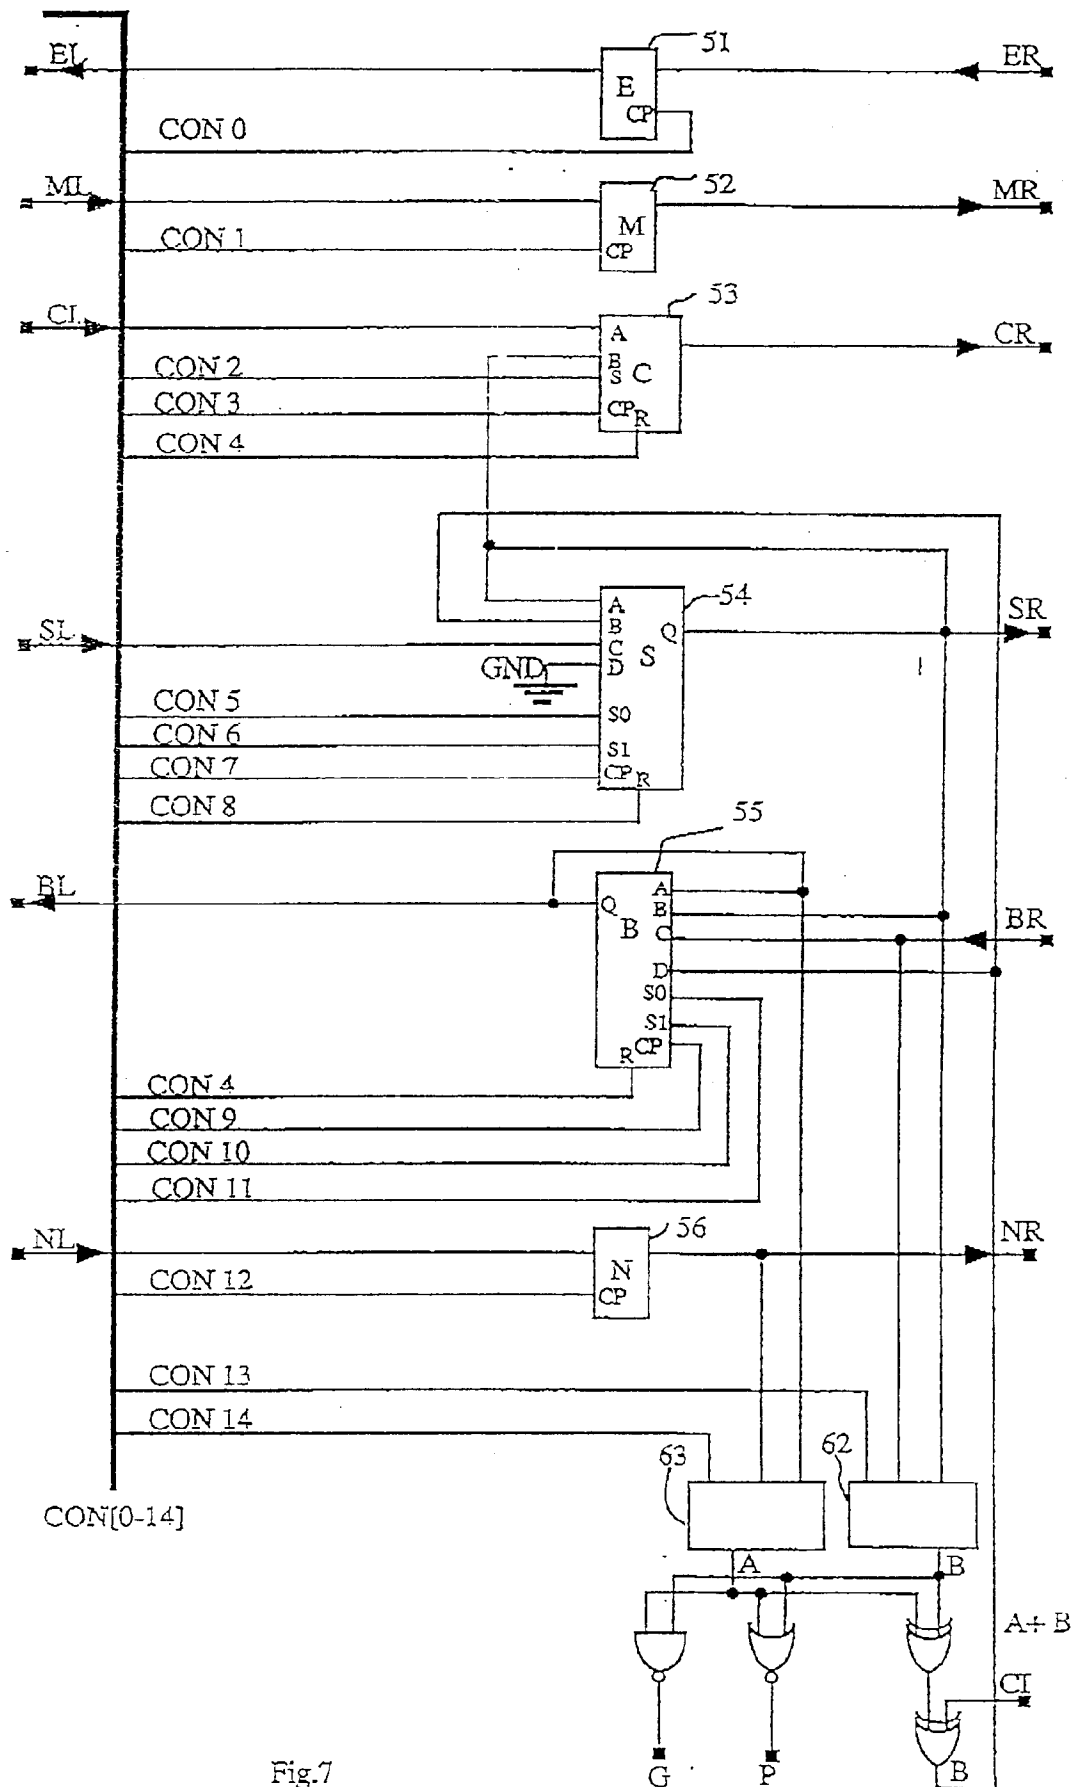 51
EL
ER
E
CP
CON 0
ML
52
MR
M
CON 1
CP
CL
53
CR
A
B
S
C
CON 2
CON 3
CP
R
CON 4
54
A
B
SL
SR
Q
C
S
GND
D
CON 5
S0
CON 6
S1
CON 7
CP
R
CON 8
55
BL
Q
A
B
B
C
BR
D
S0
S1
CP
R
CON 4
CON 9
CON 10
CON 11
56
NL
NR
N
CON 12
CP
CON 13
CON 14
63
62
CON[0-14]
A
B
A+B
CI
B
Fig.7
G
P